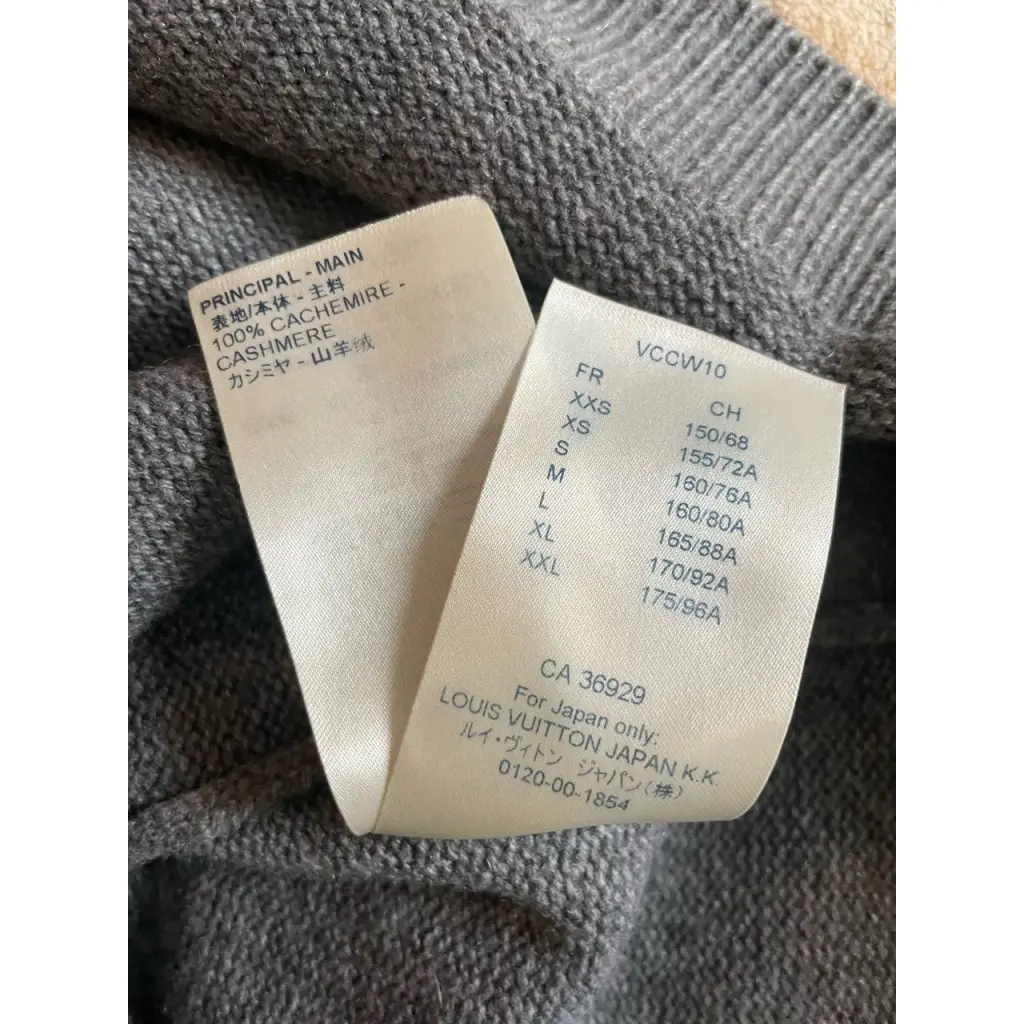 PRINCIPAL - MAIN
表地/本体 - 主料
100% CACHEMIRE -
CASHMERE
カシミヤ - 山羊绒
VCCW10
FR CH
XXS 150/68
XS 155/72A
S 160/76A
M 160/80A
L 165/88A
XL 170/92A
XXL 175/96A
CA 36929
For Japan only:
LOUIS VUITTON JAPAN K.K.
ルイ・ヴィトン ジャパン(株)
0120-00-1854